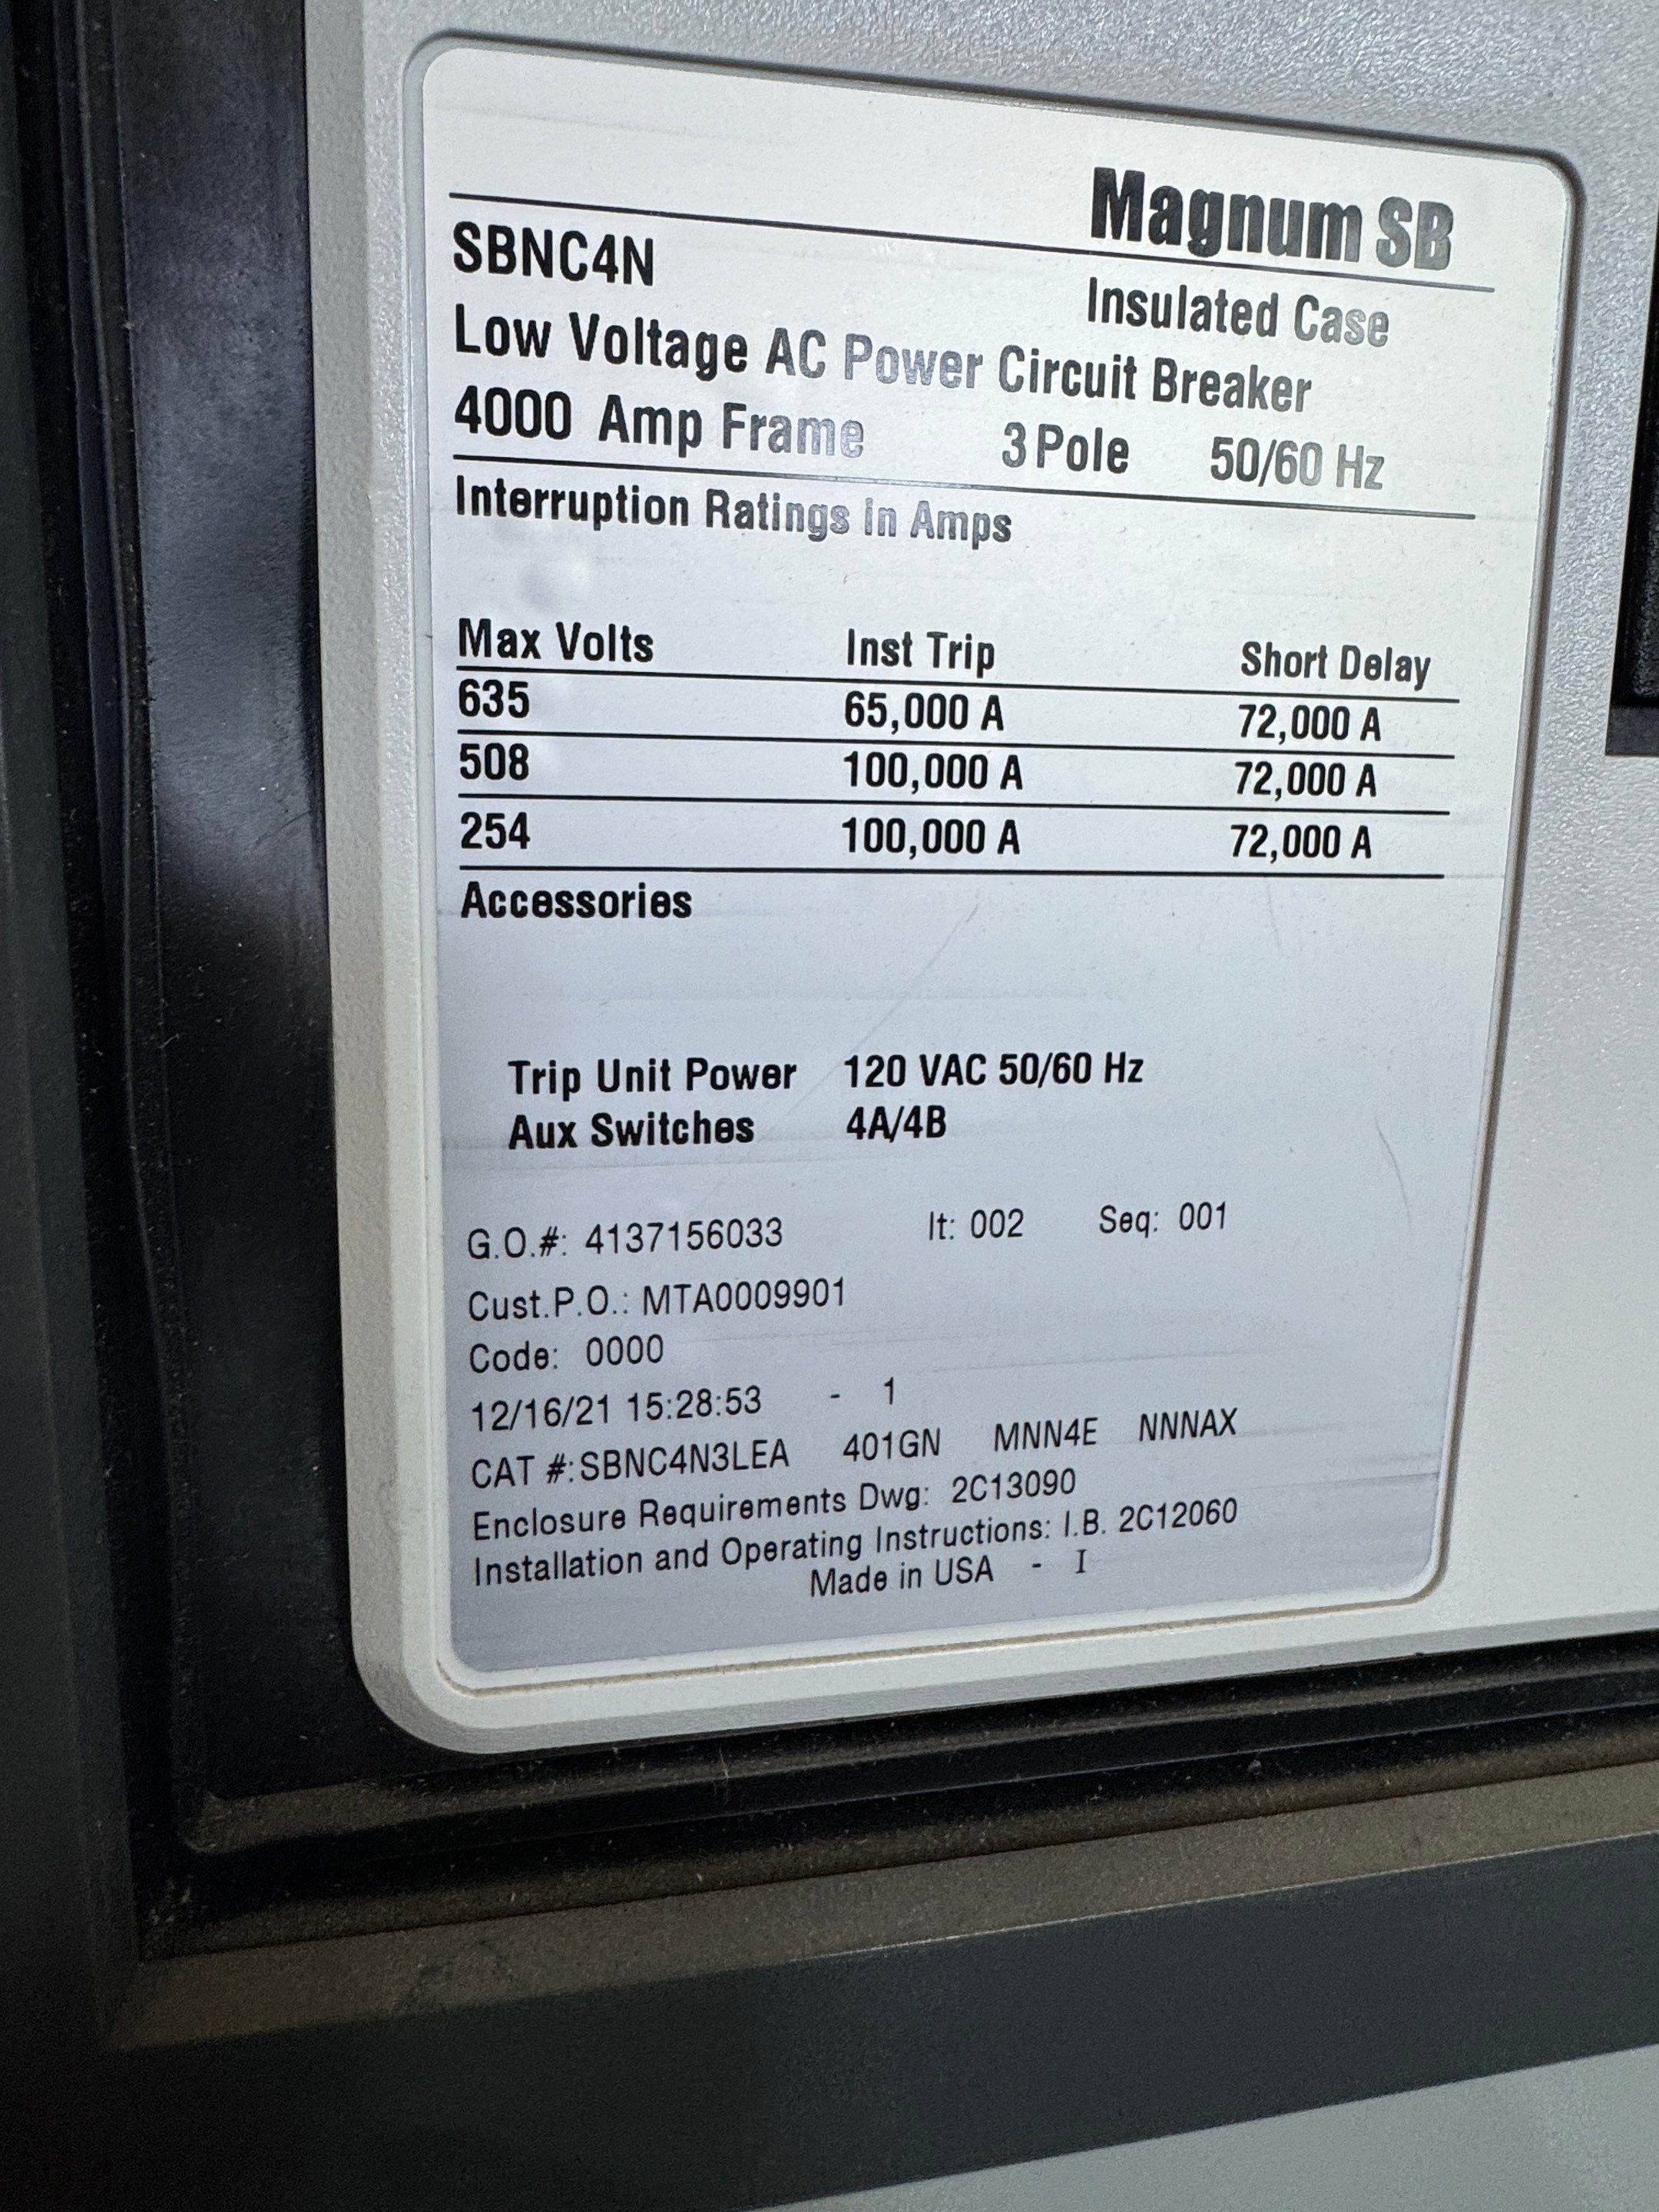 Magnum SB
SBNC4N
Insulated Case
Low Voltage AC Power Circuit Breaker
4000 Amp Frame 3 Pole 50/60 Hz
Interruption Ratings in Amps
Max Volts Inst Trip Short Delay
635 65,000 A 72,000 A
508 100,000 A 72,000 A
254 100,000 A 72,000 A
Accessories
Trip Unit Power 120 VAC 50/60 Hz
Aux Switches 4A/4B
G.O.#: 4137156033 It: 002 Seq: 001
Cust.P.O.: MTA0009901
Code: 0000
12/16/21 15:28:53 - 1
CAT #:SBNC4N3LEA 401GN MNN4E NNNAX
Enclosure Requirements Dwg: 2C13090
Installation and Operating Instructions: I.B. 2C12060
Made in USA - I